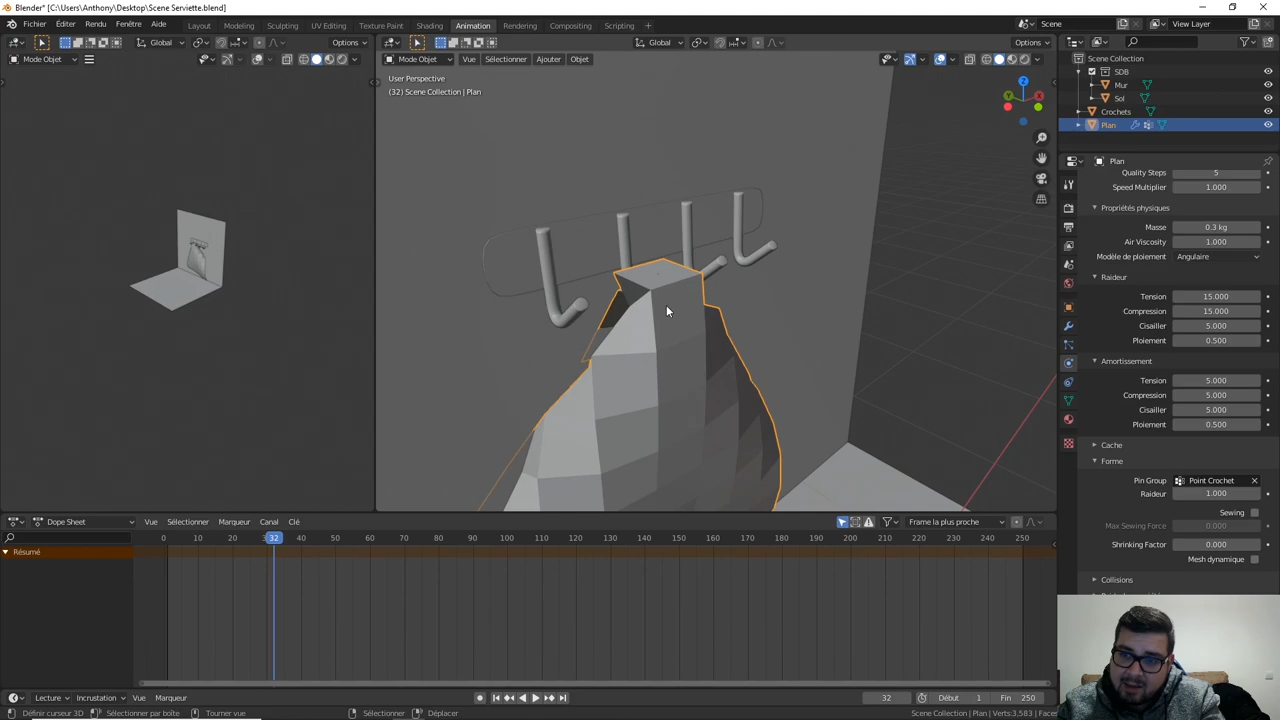 Blender* [C:\Users\Anthony\Desktop\Scene Serviette.blend]
Fichier Éditer Rendu Fenêtre Aide Layout Modeling Sculpting UV Editing Texture Paint Shading Animation Rendering Compositing Scripting + Scene View Layer
Global Options Global Options
Mode Objet Mode Objet Vue Sélectionner Ajouter Objet
User Perspective
(32) Scene Collection | Plan
Z
Y
X
Scene Collection
SDB
Mur
Sol
Crochets
Plan
Plan
Quality Steps 5
Speed Multiplier 1.000
Propriétés physiques
Masse 0.3 kg
Air Viscosity 1.000
Modèle de ploiement Angulaire
Raideur
Tension 15.000
Compression 15.000
Cisailler 5.000
Ploiement 0.500
Amortissement
Tension 5.000
Compression 5.000
Cisailler 5.000
Ploiement 0.500
Cache
Forme
Pin Group Point Crochet
Raideur 1.000
Sewing
Max Sewing Force 0.000
Shrinking Factor 0.000
Mesh dynamique
Collisions
Dope Sheet Vue Sélectionner Marqueur Canal Clé Frame la plus proche
0 10 20 32 40 50 60 70 80 90 100 110 120 130 140 150 160 170 180 190 200 210 220 230 240 250
Résumé
Lecture Incrustation Vue Marqueur 32 Début 1 Fin 250
Définir curseur 3D Sélectionner par boîte Tourner vue Sélectionner Déplacer Scene Collection | Plan | Verts:3,583 | Faces